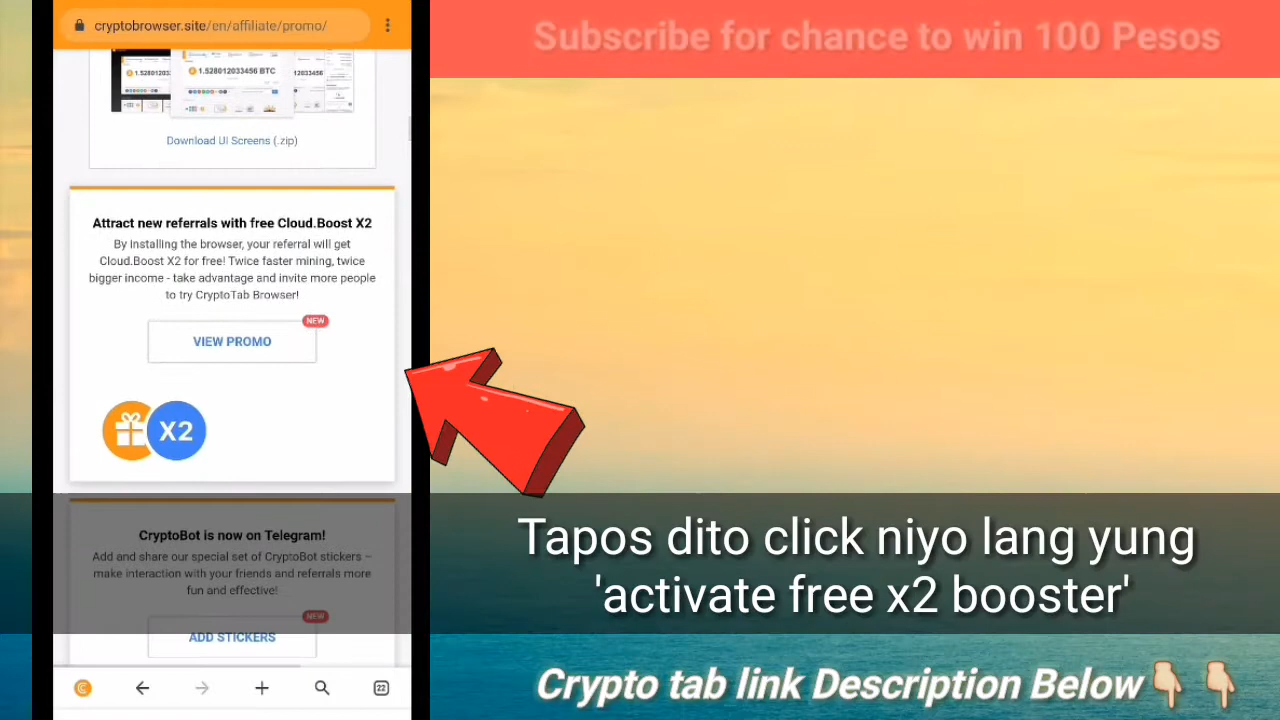 cryptobrowser.site/en/affiliate/promo/
Subscribe for chance to win 100 Pesos
1.528012033456 BTC
Download UI Screens (.zip)
Attract new referrals with free Cloud.Boost X2
By installing the browser, your referral will get
Cloud.Boost X2 for free! Twice faster mining, twice
bigger income - take advantage and invite more people
to try CryptoTab Browser!
NEW
VIEW PROMO
X2
CryptoBot is now on Telegram!
Add and share our special set of CryptoBot stickers –
make interaction with your friends and referrals more
fun and effective!
NEW
ADD STICKERS
22
Tapos dito click niyo lang yung
'activate free x2 booster'
Crypto tab link Description Below👇🏻👇🏻